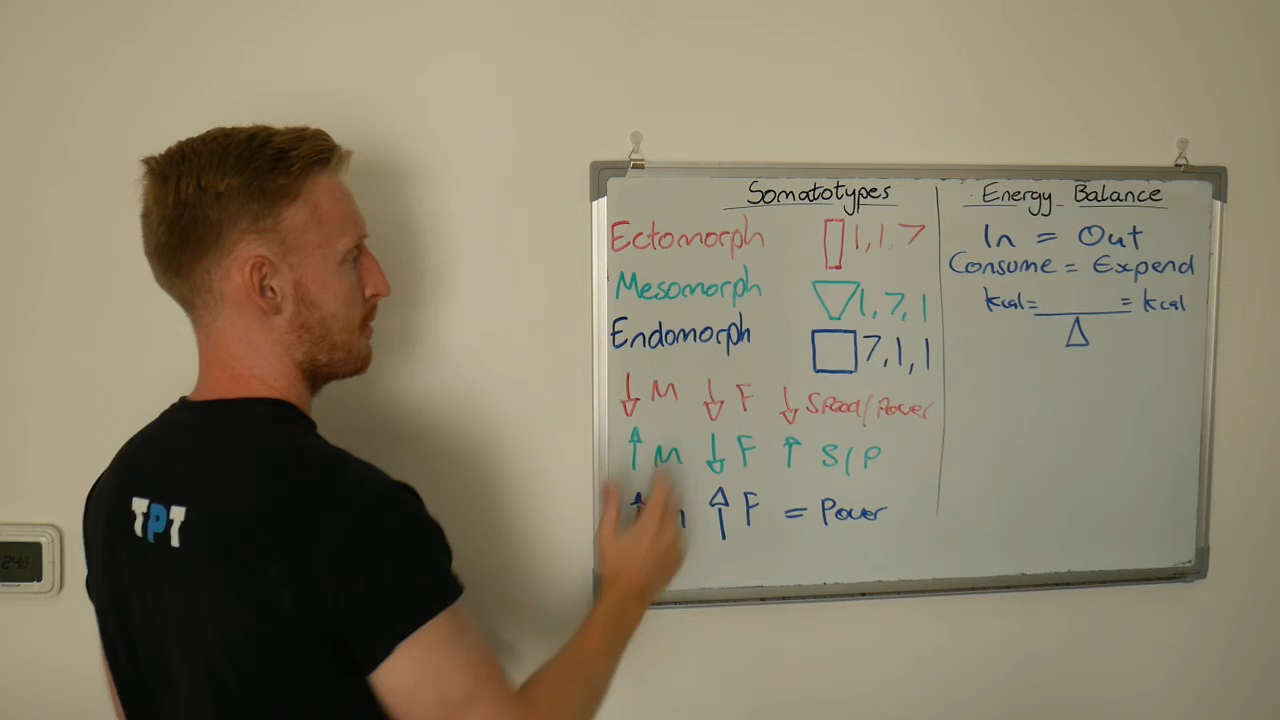 Somatotypes
Ectomorph 1,1,7
Mesomorph 1,7,1
Endomorph 7,1,1
↓ M ↓ F ↓ Speed/Power
↑ M ↓ F ↑ S/P
↑ F = Power
Energy Balance
In = Out
Consume = Expend
kcal= = kcal
TPT